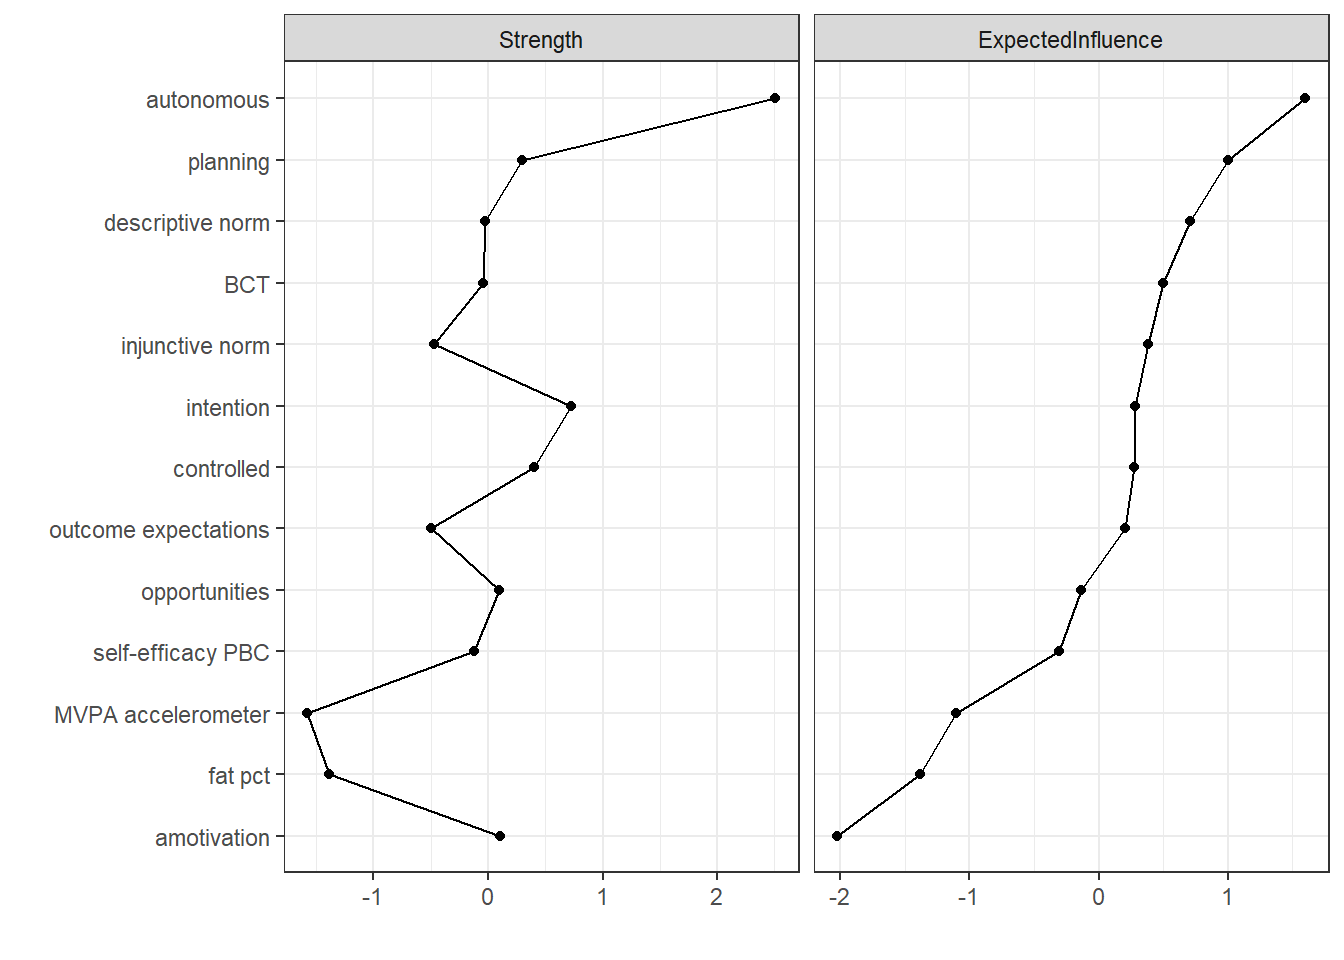 Strength
ExpectedInfluence
autonomous
planning
descriptive norm
BCT
injunctive norm
intention
controlled
outcome expectations
opportunities
self-efficacy PBC
MVPA accelerometer
fat pct
amotivation
-1 0 1 2
-2 -1 0 1